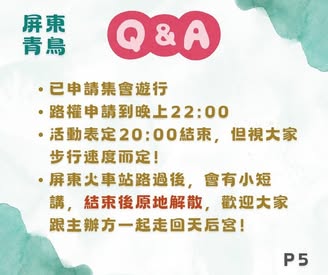 屏東
青鳥
Q & A
• 已申請集會遊行
• 路權申請到晚上22:00
• 活動表定20:00結束，但視大家
步行速度而定！
• 屏東火車站路過後，會有小短
講，結束後原地解散，歡迎大家
跟主辦方一起走回天后宮！
P5